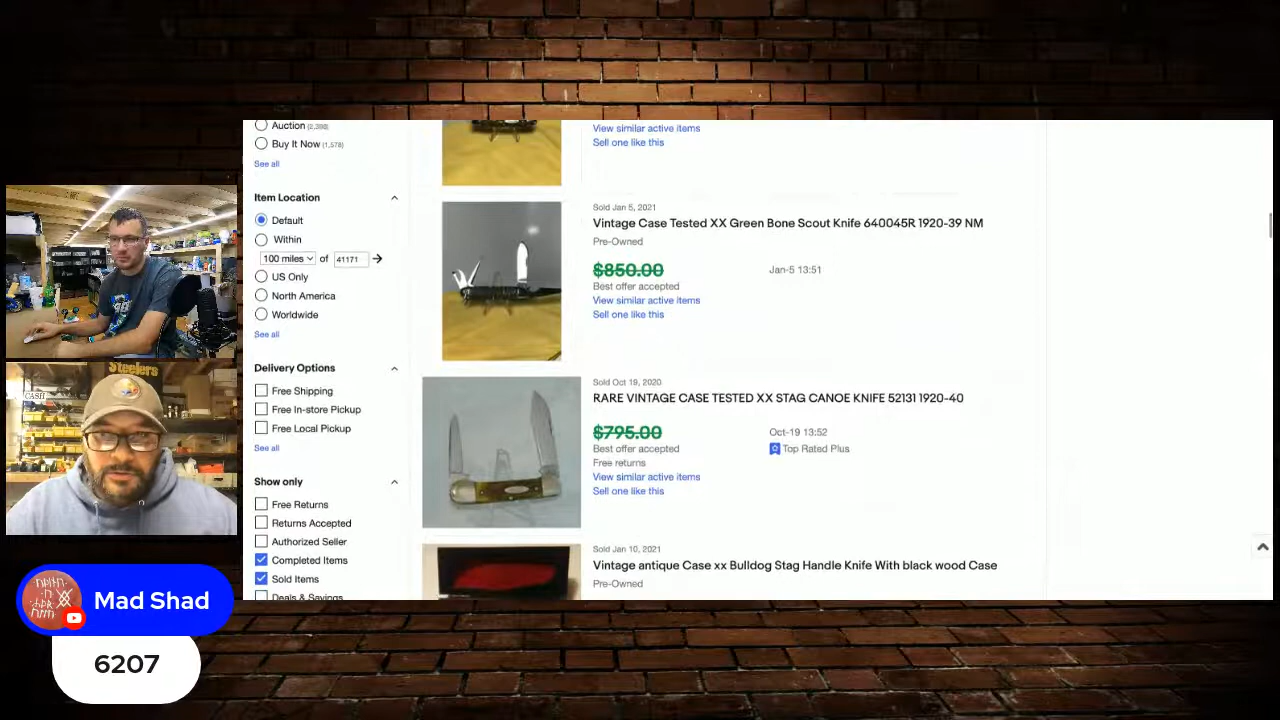 Auction (2,398)
Buy It Now (1,578)
See all
Item Location
Default
Within
100 miles of 41171
US Only
North America
Worldwide
See all
Delivery Options
Free Shipping
Free In-store Pickup
Free Local Pickup
See all
Show only
Free Returns
Returns Accepted
Authorized Seller
Completed Items
Sold Items
Deals & Savings
View similar active items
Sell one like this
Sold Jan 5, 2021
Vintage Case Tested XX Green Bone Scout Knife 640045R 1920-39 NM
Pre-Owned
$850.00
Jan-5 13:51
Best offer accepted
View similar active items
Sell one like this
Sold Oct 19, 2020
RARE VINTAGE CASE TESTED XX STAG CANOE KNIFE 52131 1920-40
$795.00
Oct-19 13:52
Best offer accepted
Top Rated Plus
Free returns
View similar active items
Sell one like this
Sold Jan 10, 2021
Vintage antique Case xx Bulldog Stag Handle Knife With black wood Case
Pre-Owned
Steelers
CASH
Mad Shad
6207